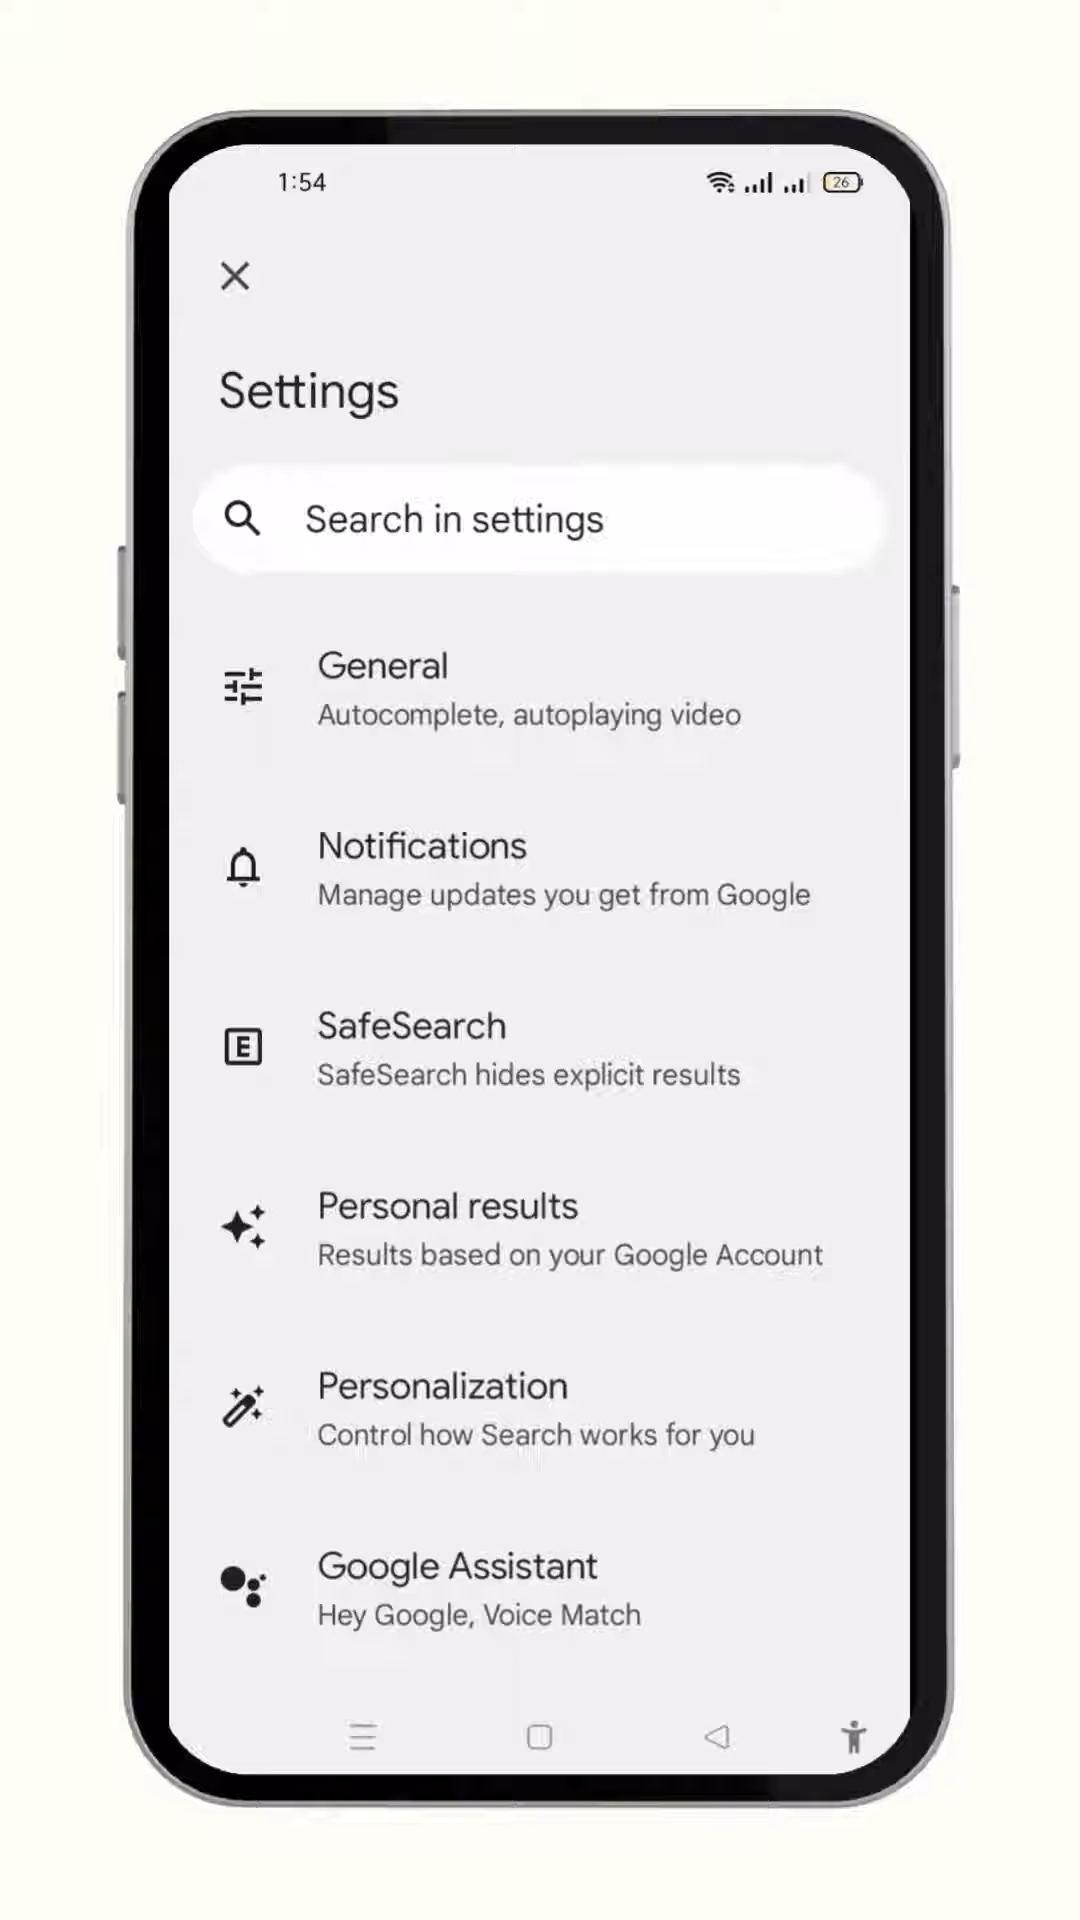 1:54
26
Settings
Search in settings
General
Autocomplete, autoplaying video
Notifications
Manage updates you get from Google
E
SafeSearch
SafeSearch hides explicit results
Personal results
Results based on your Google Account
Personalization
Control how Search works for you
Google Assistant
Hey Google, Voice Match